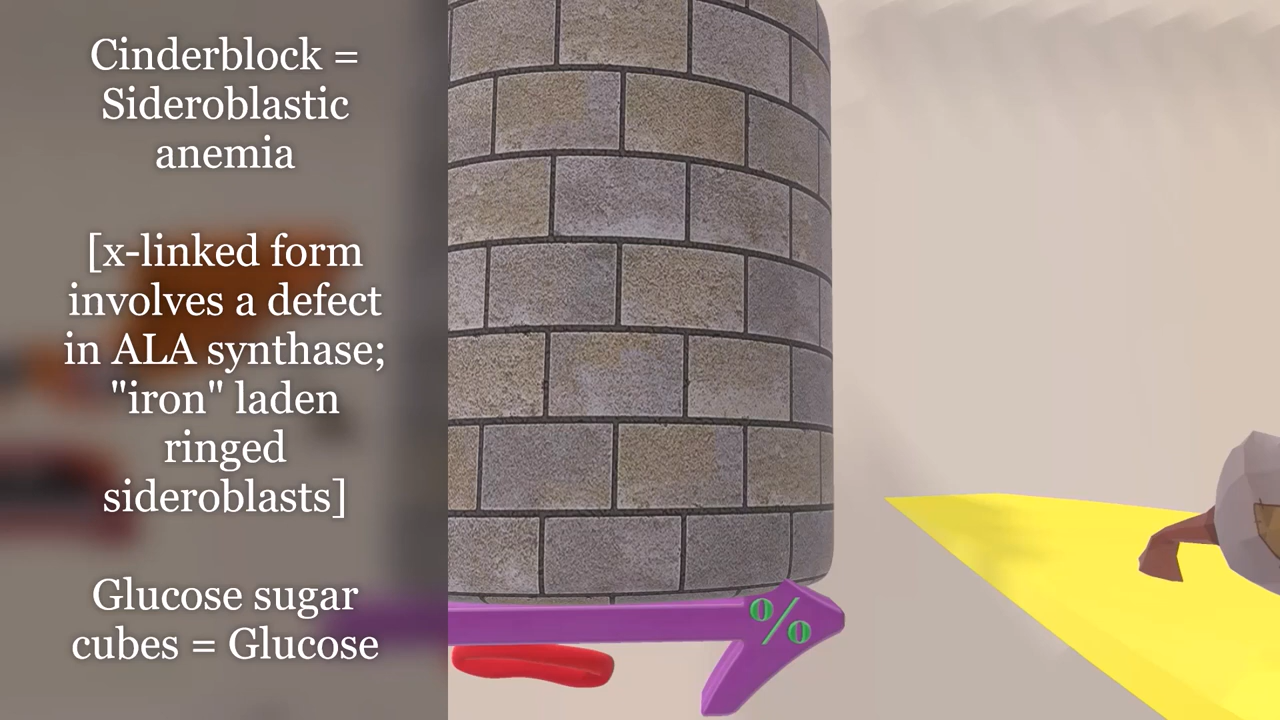 Cinderblock =
Sideroblastic
anemia
[x-linked form
involves a defect
in ALA synthase;
"iron" laden
ringed
sideroblasts]
Glucose sugar
cubes = Glucose
%